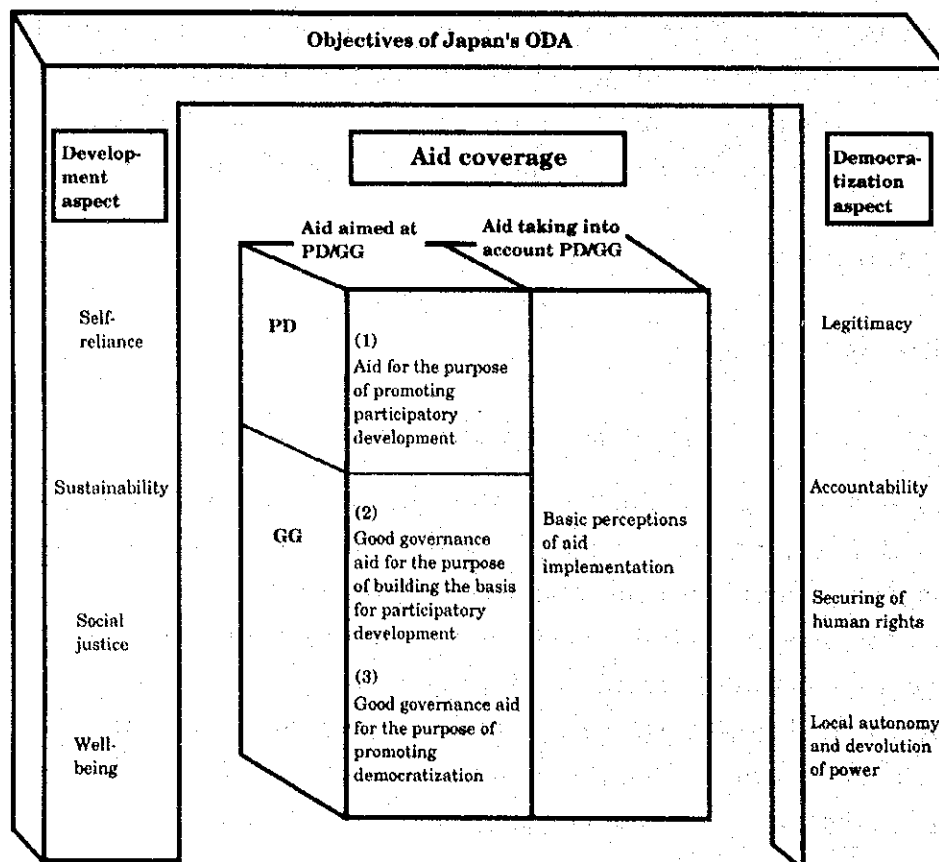 Objectives of Japan's ODA
Develop-
ment
aspect
Self-
reliance
Sustainability
Social
justice
Well-
being
Aid coverage
Aid aimed at
PD/GG
Aid taking into
account PD/GG
PD
GG
(1)
Aid for the purpose
of promoting
participatory
development
(2)
Good governance
aid for the purpose
of building the basis
for participatory
development
(3)
Good governance aid
for the purpose of
promoting
democratization
Basic perceptions
of aid
implementation
Democra-
tization
aspect
Legitimacy
Accountability
Securing of
human rights
Local autonomy
and devolution
of power